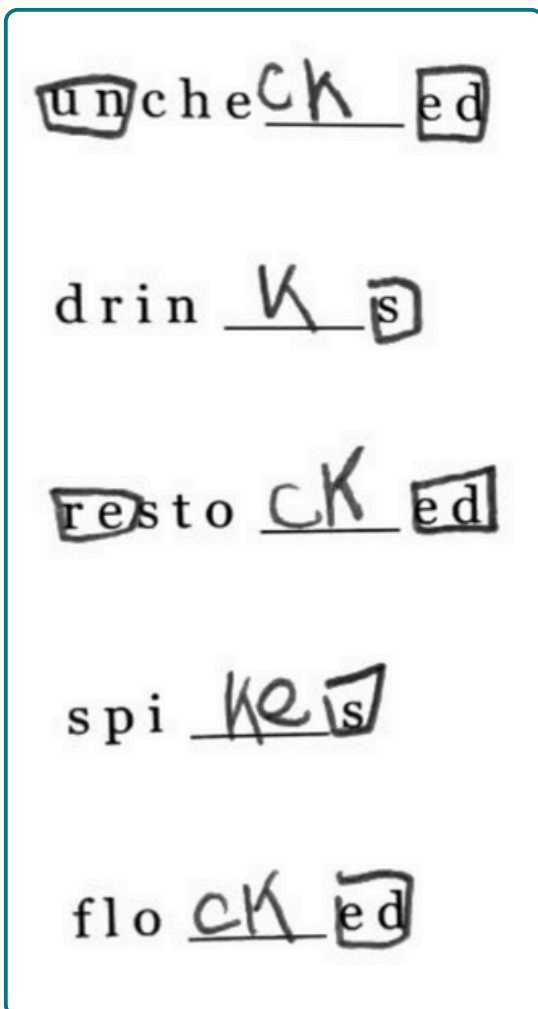 unche ck ed
drin k s
resto ck ed
spi ke s
flo ck ed